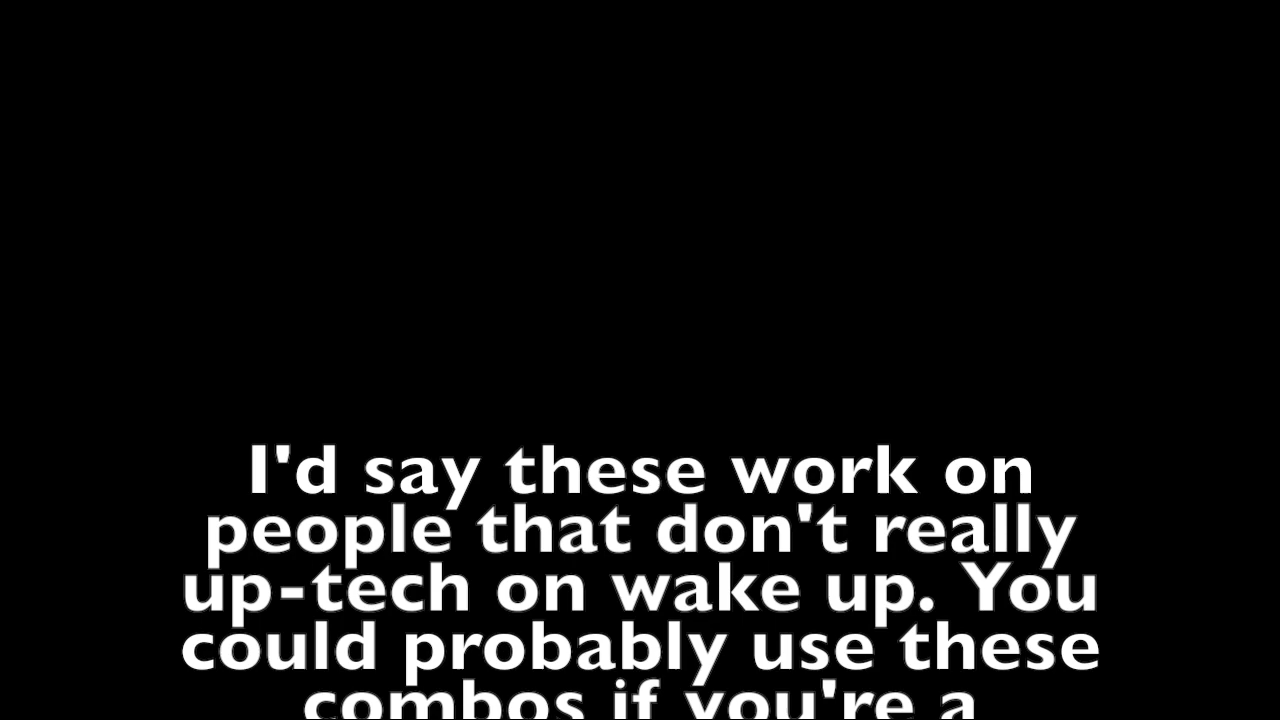 I'd say these work on
people that don't really
up-tech on wake up. You
could probably use these
combos if you're a